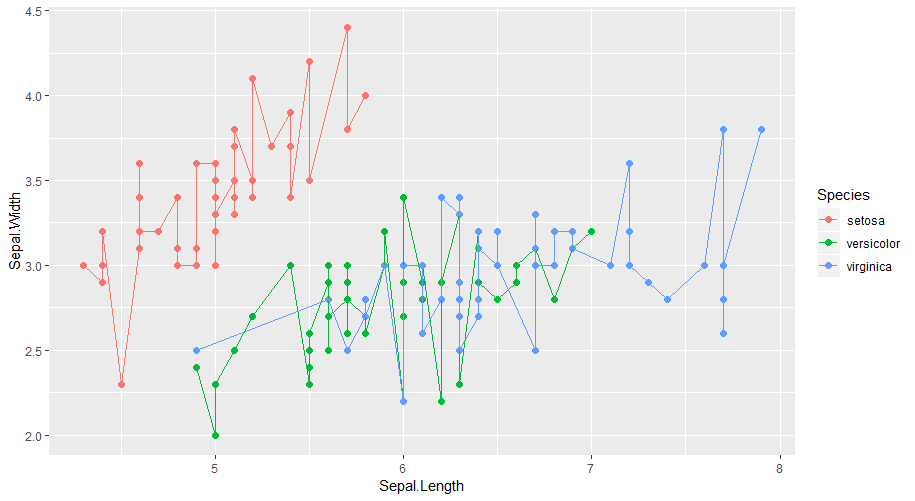 4.5
4.0
3.5
3.0
2.5
2.0
Sepal.Width
5
6
7
8
Sepal.Length
Species
setosa
versicolor
virginica